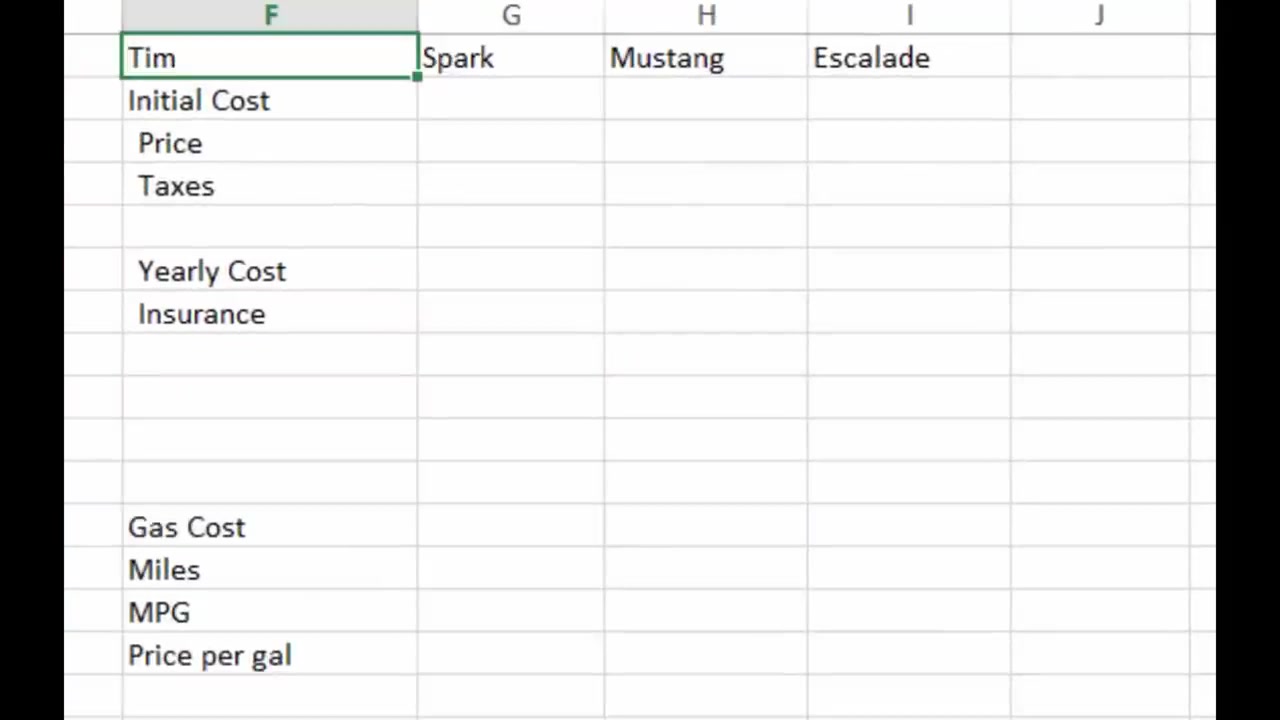 F G H I J
Tim Spark Mustang Escalade
Initial Cost
Price
Taxes
Yearly Cost
Insurance
Gas Cost
Miles
MPG
Price per gal